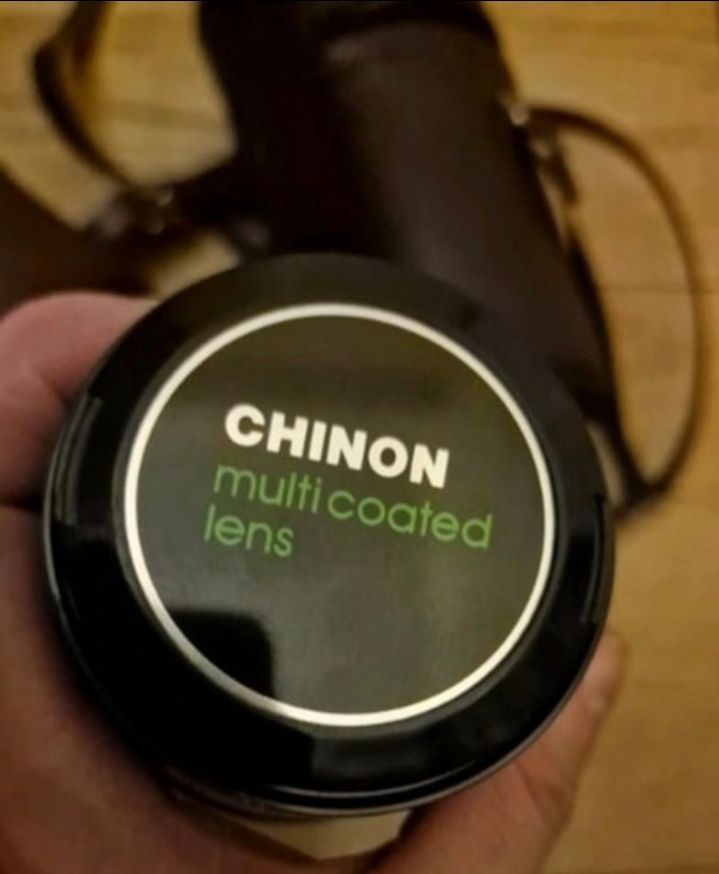 CHINON
multi coated
lens